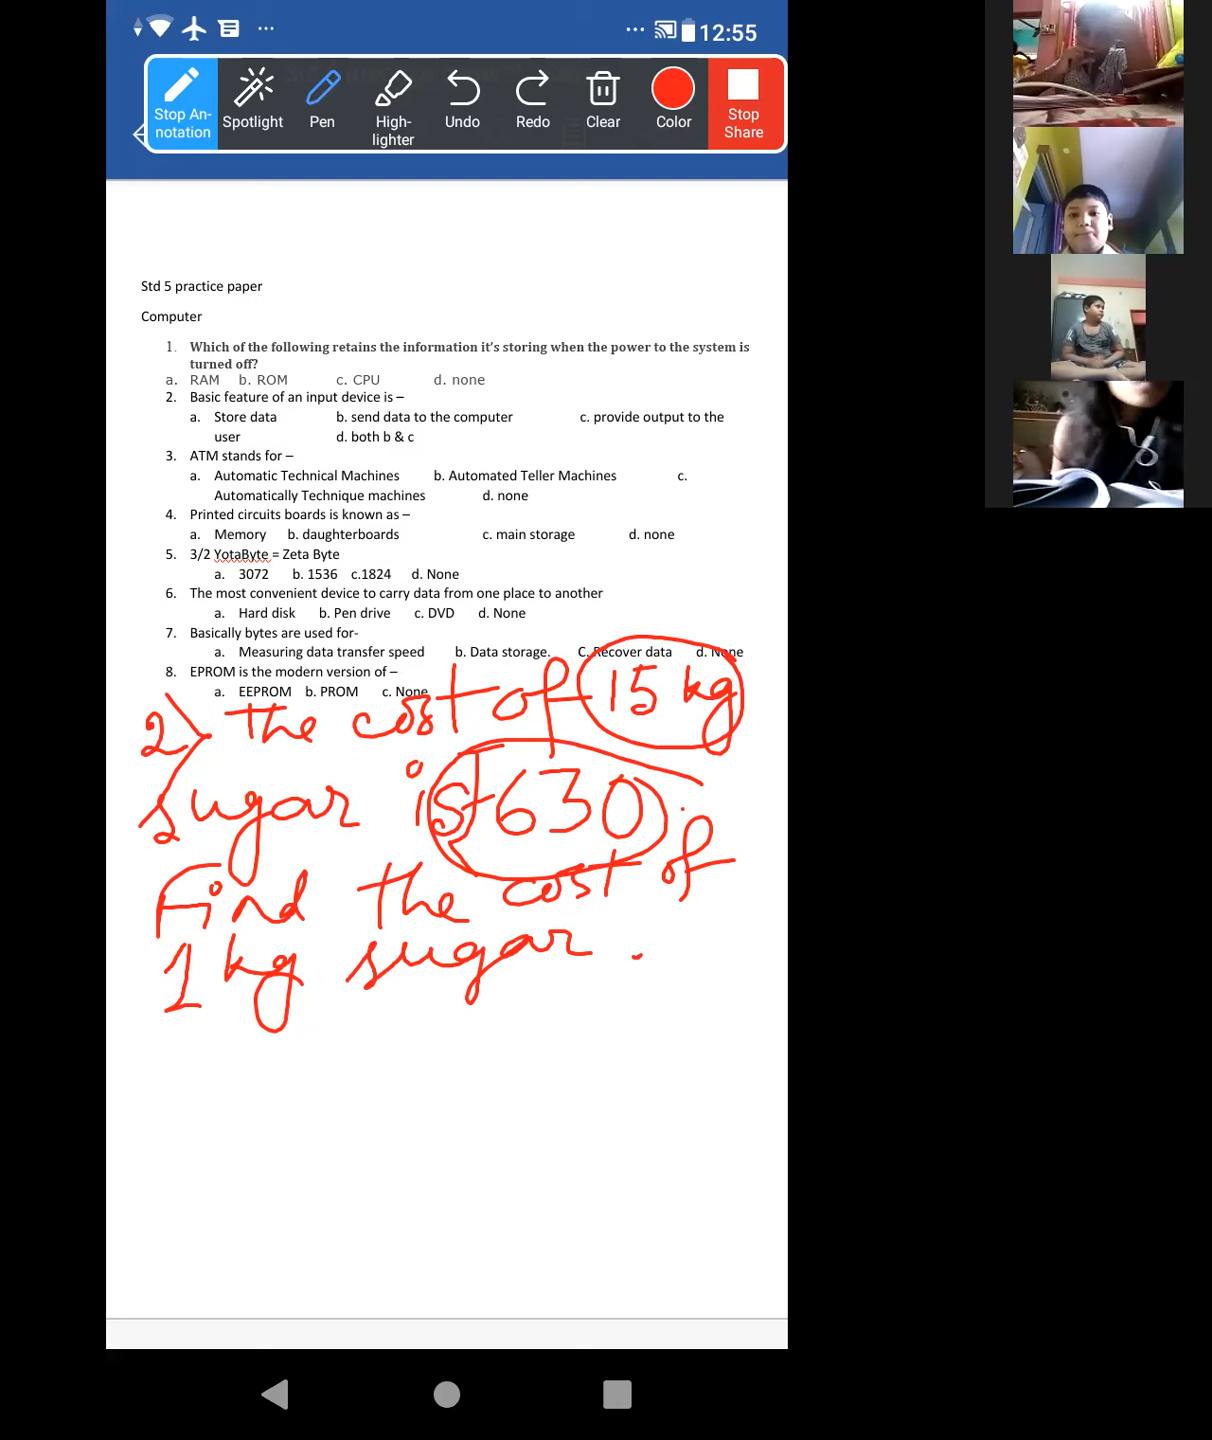 12:55
Stop An-
notation
Spotlight
Pen
High-
lighter
Undo
Redo
Clear
Color
Stop
Share
Std 5 practice paper
Computer
1. Which of the following retains the information it's storing when the power to the system is
turned off?
a. RAM b. ROM c. CPU d. none
2. Basic feature of an input device is –
a. Store data b. send data to the computer c. provide output to the
user d. both b & c
3. ATM stands for –
a. Automatic Technical Machines b. Automated Teller Machines c.
Automatically Technique machines d. none
4. Printed circuits boards is known as –
a. Memory b. daughterboards c. main storage d. none
5. 3/2 YotaByte = Zeta Byte
a. 3072 b. 1536 c.1824 d. None
6. The most convenient device to carry data from one place to another
a. Hard disk b. Pen drive c. DVD d. None
7. Basically bytes are used for-
a. Measuring data transfer speed b. Data storage. C. Recover data d. None
8. EPROM is the modern version of –
a. EEPROM b. PROM c. None
2) the cost of 15 kg
sugar is 630.
Find the cost of
1 kg sugar.